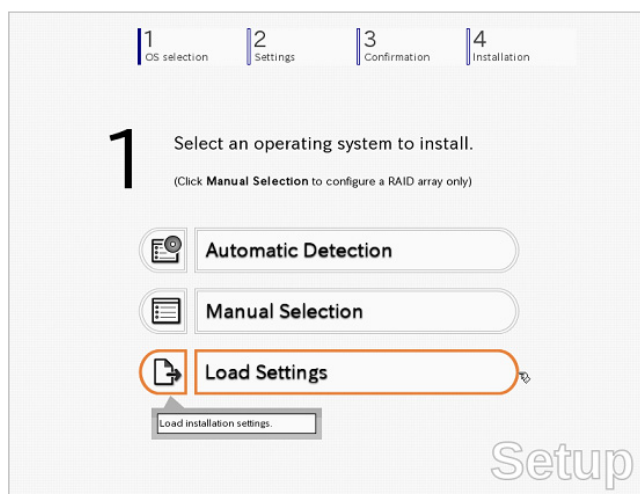 1
OS selection
2
Settings
3
Confirmation
4
Installation
1
Select an operating system to install.
(Click Manual Selection to configure a RAID array only)
Automatic Detection
Manual Selection
Load Settings
Load installation settings.
Setup